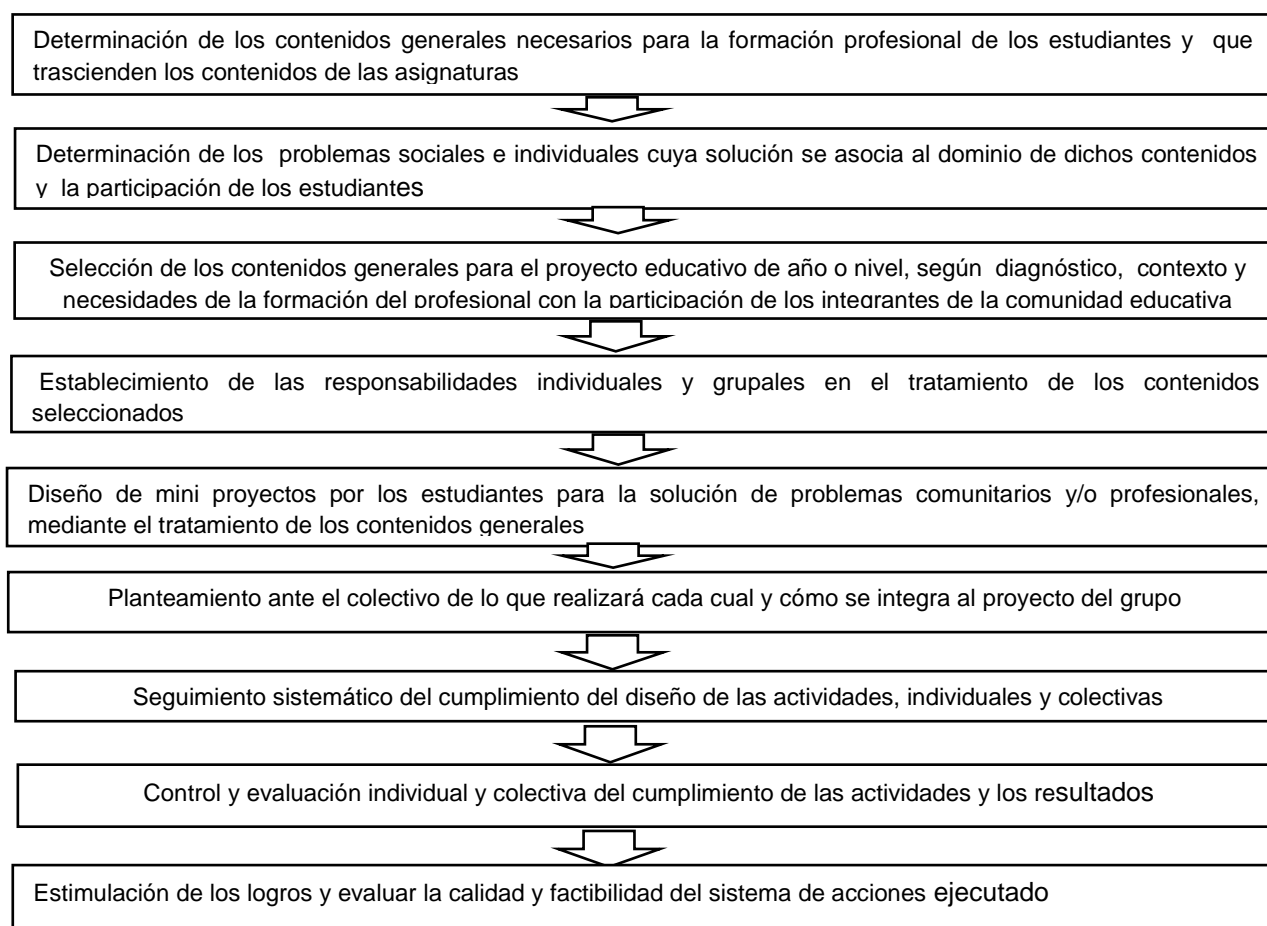 Determinación de los contenidos generales necesarios para la formación profesional de los estudiantes y que
trascienden los contenidos de las asignaturas
Determinación de los problemas sociales e individuales cuya solución se asocia al dominio de dichos contenidos
y la participación de los estudiantes
Selección de los contenidos generales para el proyecto educativo de año o nivel, según diagnóstico, contexto y
necesidades de la formación del profesional con la participación de los integrantes de la comunidad educativa
Establecimiento de las responsabilidades individuales y grupales en el tratamiento de los contenidos
seleccionados
Diseño de mini proyectos por los estudiantes para la solución de problemas comunitarios y/o profesionales,
mediante el tratamiento de los contenidos generales
Planteamiento ante el colectivo de lo que realizará cada cual y cómo se integra al proyecto del grupo
Seguimiento sistemático del cumplimiento del diseño de las actividades, individuales y colectivas
Control y evaluación individual y colectiva del cumplimiento de las actividades y los resultados
Estimulación de los logros y evaluar la calidad y factibilidad del sistema de acciones ejecutado